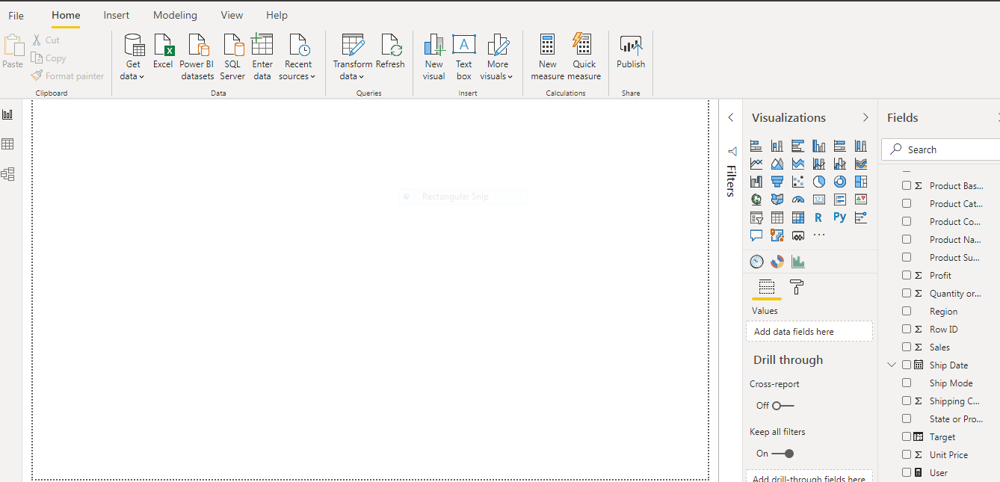 File Home Insert Modeling View Help
Cut
Copy
Format painter
Paste
Clipboard
Get data
Excel
Power BI datasets
SQL Server
Enter data
Recent sources
Data
Transform data
Refresh
Queries
New visual
Text box
More visuals
Insert
New measure
Quick measure
Calculations
Publish
Share
Rectangular Snip
Filters
Visualizations
123
R
Py
Values
Add data fields here
Drill through
Cross-report
Off
Keep all filters
On
Add drill-through fields here
Fields
Search
Product Bas...
Product Cat...
Product Co...
Product Na...
Product Su...
Σ Profit
Σ Quantity or...
Region
Σ Row ID
Σ Sales
Ship Date
Ship Mode
Σ Shipping C...
State or Pro...
Target
Σ Unit Price
User